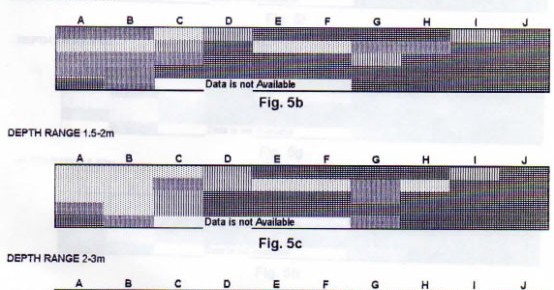 A B C D E F G H I J
Data is not Available
Fig. 5b
DEPTH RANGE 1.5-2m
A B C D E F G H I J
Data is not Available
Fig. 5c
DEPTH RANGE 2-3m
A B C D E F G H I J